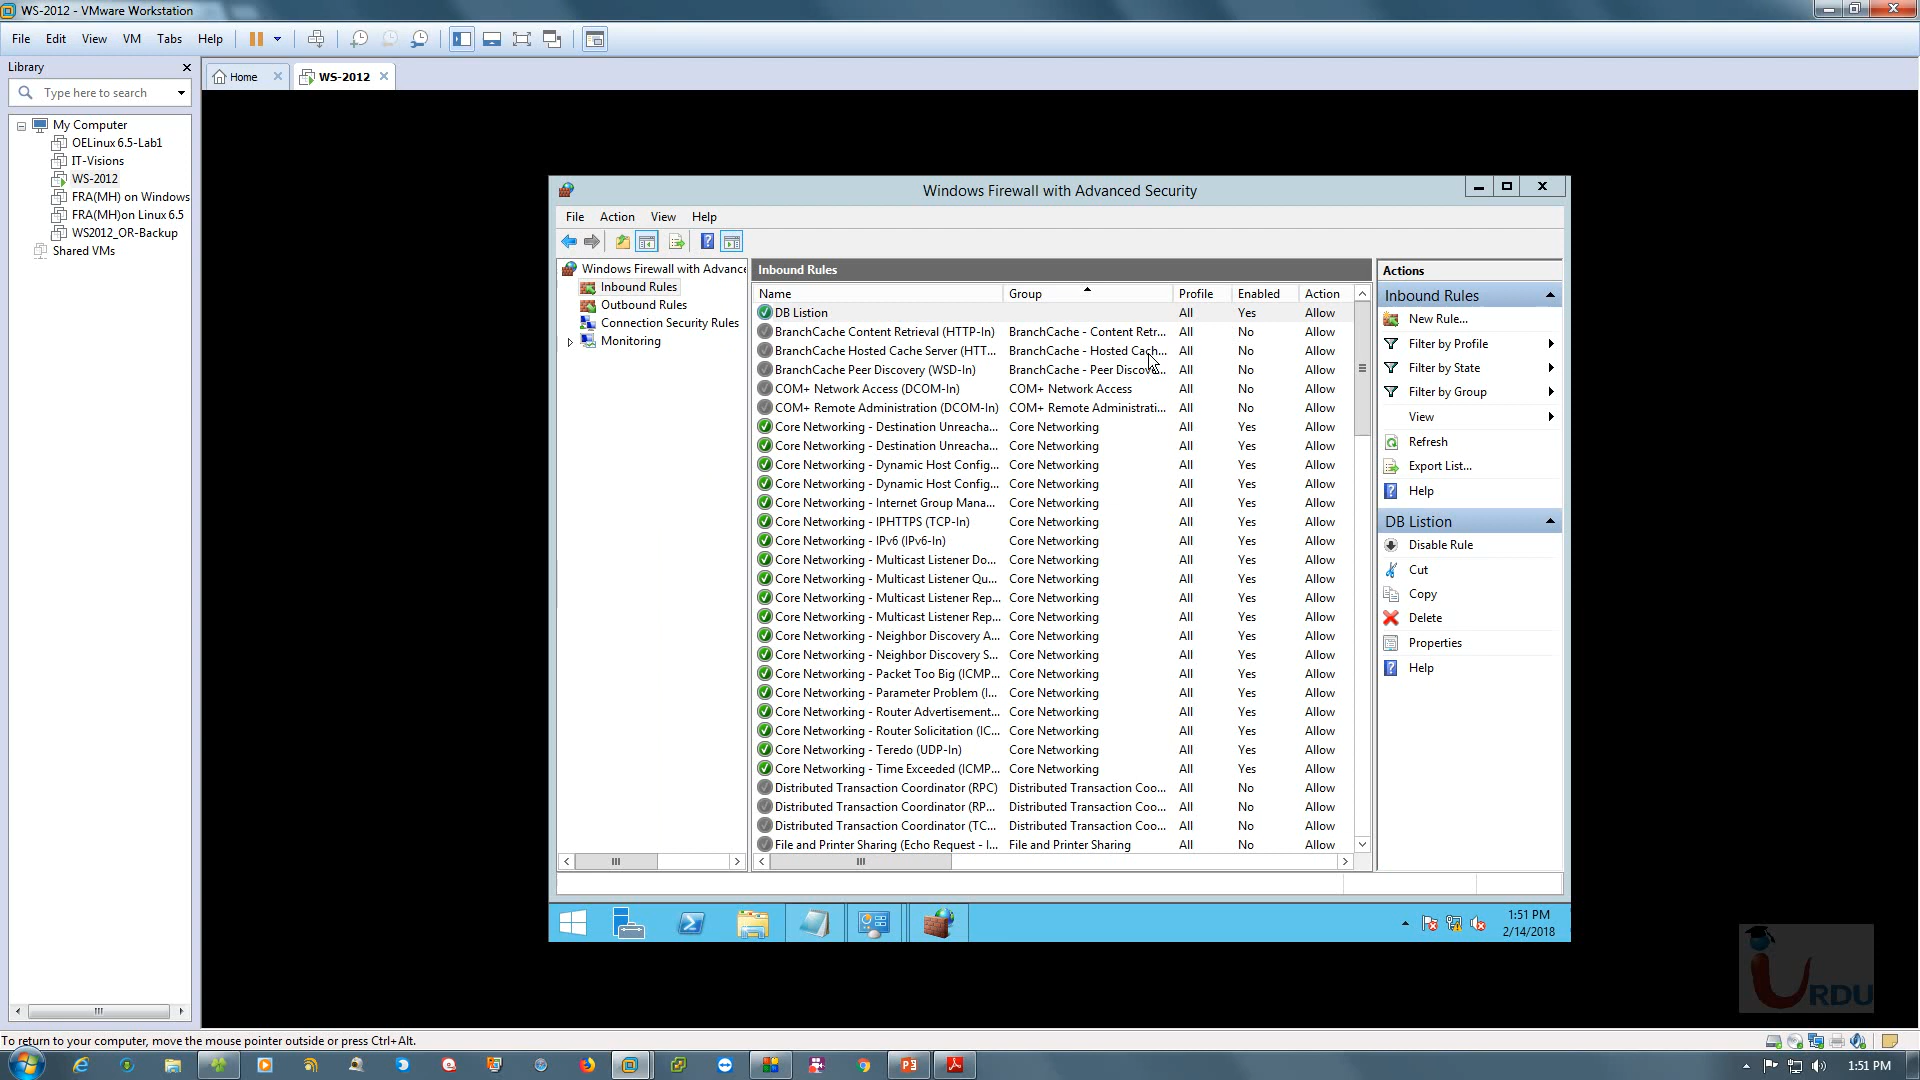 WS-2012 - VMware Workstation
File Edit View VM Tabs Help
Library
Type here to search
My Computer
OELinux 6.5-Lab1
IT-Visions
WS-2012
FRA(MH) on Windows
FRA(MH)on Linux 6.5
WS2012_OR-Backup
Shared VMs
Home
WS-2012
Windows Firewall with Advanced Security
File Action View Help
Windows Firewall with Advance
Inbound Rules
Outbound Rules
Connection Security Rules
Monitoring
Inbound Rules
Name Group Profile Enabled Action
DB Listion All Yes Allow
BranchCache Content Retrieval (HTTP-In) BranchCache - Content Retr... All No Allow
BranchCache Hosted Cache Server (HTT... BranchCache - Hosted Cach... All No Allow
BranchCache Peer Discovery (WSD-In) BranchCache - Peer Discove... All No Allow
COM+ Network Access (DCOM-In) COM+ Network Access All No Allow
COM+ Remote Administration (DCOM-In) COM+ Remote Administrati... All No Allow
Core Networking - Destination Unreacha... Core Networking All Yes Allow
Core Networking - Destination Unreacha... Core Networking All Yes Allow
Core Networking - Dynamic Host Config... Core Networking All Yes Allow
Core Networking - Dynamic Host Config... Core Networking All Yes Allow
Core Networking - Internet Group Mana... Core Networking All Yes Allow
Core Networking - IPHTTPS (TCP-In) Core Networking All Yes Allow
Core Networking - IPv6 (IPv6-In) Core Networking All Yes Allow
Core Networking - Multicast Listener Do... Core Networking All Yes Allow
Core Networking - Multicast Listener Qu... Core Networking All Yes Allow
Core Networking - Multicast Listener Rep... Core Networking All Yes Allow
Core Networking - Multicast Listener Rep... Core Networking All Yes Allow
Core Networking - Neighbor Discovery A... Core Networking All Yes Allow
Core Networking - Neighbor Discovery S... Core Networking All Yes Allow
Core Networking - Packet Too Big (ICMP... Core Networking All Yes Allow
Core Networking - Parameter Problem (I... Core Networking All Yes Allow
Core Networking - Router Advertisement... Core Networking All Yes Allow
Core Networking - Router Solicitation (IC... Core Networking All Yes Allow
Core Networking - Teredo (UDP-In) Core Networking All Yes Allow
Core Networking - Time Exceeded (ICMP... Core Networking All Yes Allow
Distributed Transaction Coordinator (RPC) Distributed Transaction Coo... All No Allow
Distributed Transaction Coordinator (RP... Distributed Transaction Coo... All No Allow
Distributed Transaction Coordinator (TC... Distributed Transaction Coo... All No Allow
File and Printer Sharing (Echo Request - I... File and Printer Sharing All No Allow
Actions
Inbound Rules
New Rule...
Filter by Profile
Filter by State
Filter by Group
View
Refresh
Export List...
Help
DB Listion
Disable Rule
Cut
Copy
Delete
Properties
Help
1:51 PM
2/14/2018
URDU
To return to your computer, move the mouse pointer outside or press Ctrl+Alt.
1:51 PM